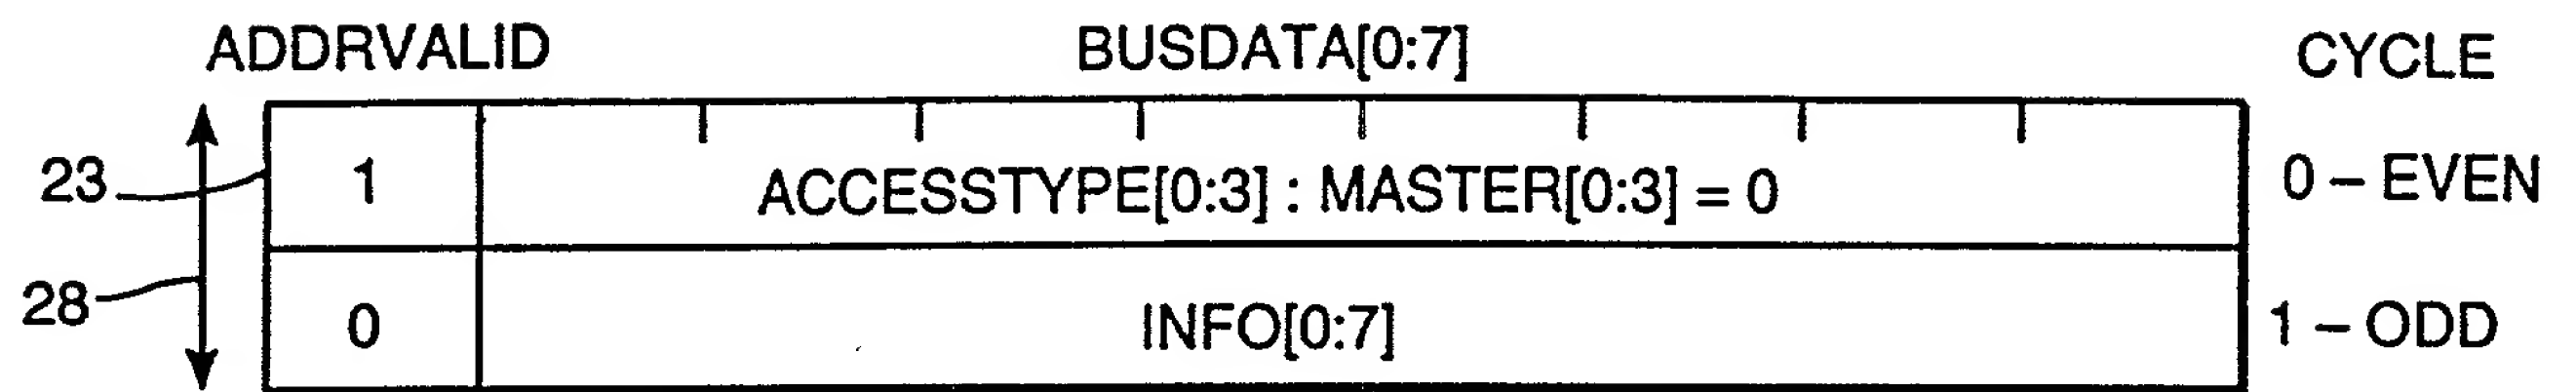 ADDRVALID BUSDATA[0:7] CYCLE
23 1 ACCESSTYPE[0:3] : MASTER[0:3] = 0 0 – EVEN
28 0 INFO[0:7] 1 – ODD